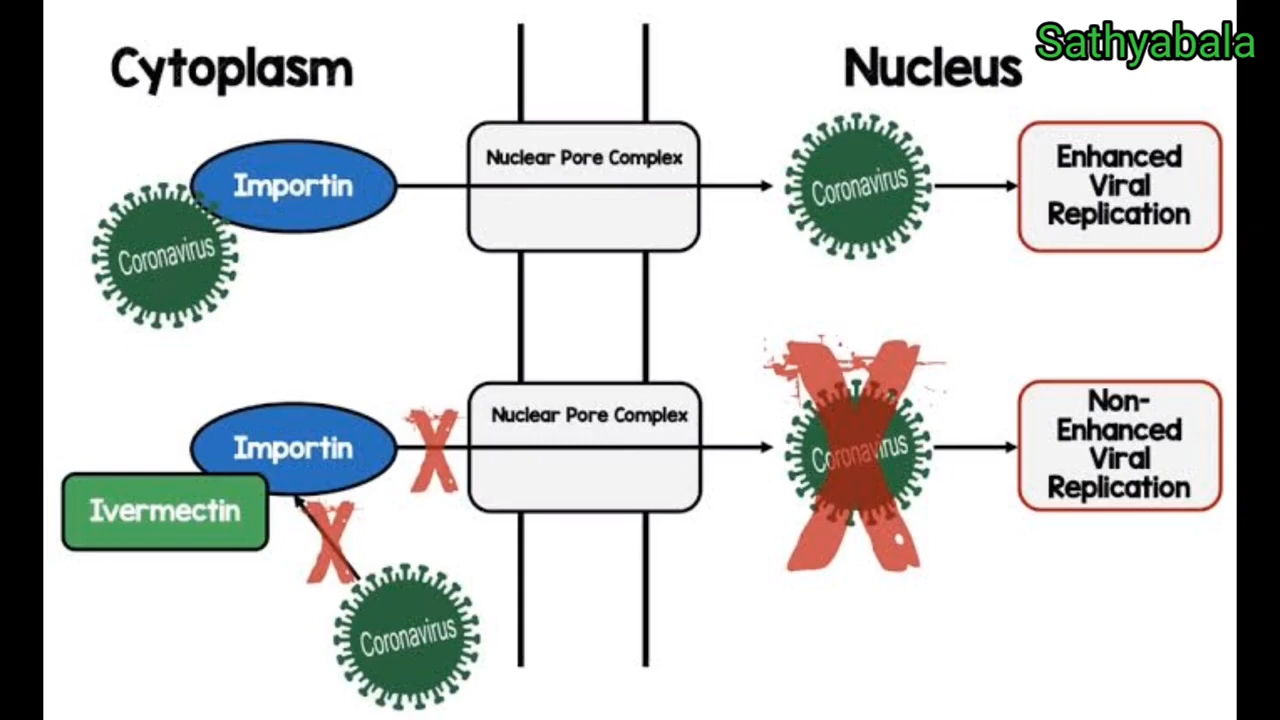 Cytoplasm
Nucleus
Sathyabala
Importin
Coronavirus
Nuclear Pore Complex
Coronavirus
Enhanced
Viral
Replication
Importin
Ivermectin
Coronavirus
Nuclear Pore Complex
Coronavirus
Non-
Enhanced
Viral
Replication